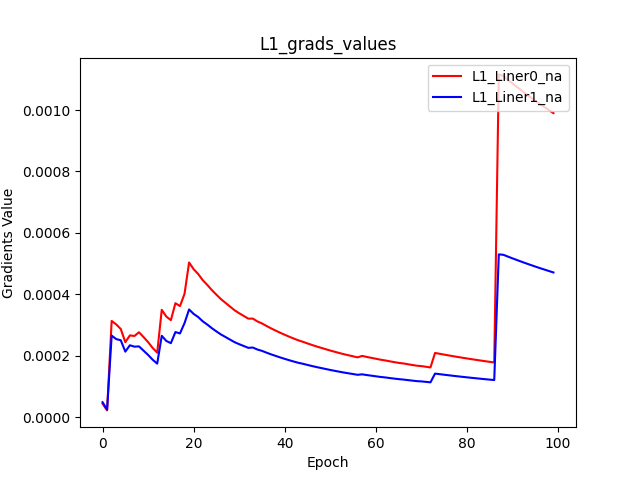 L1_grads_values
L1_Liner0_na
L1_Liner1_na
Gradients Value
0.0010
0.0008
0.0006
0.0004
0.0002
0.0000
0 20 40 60 80 100
Epoch